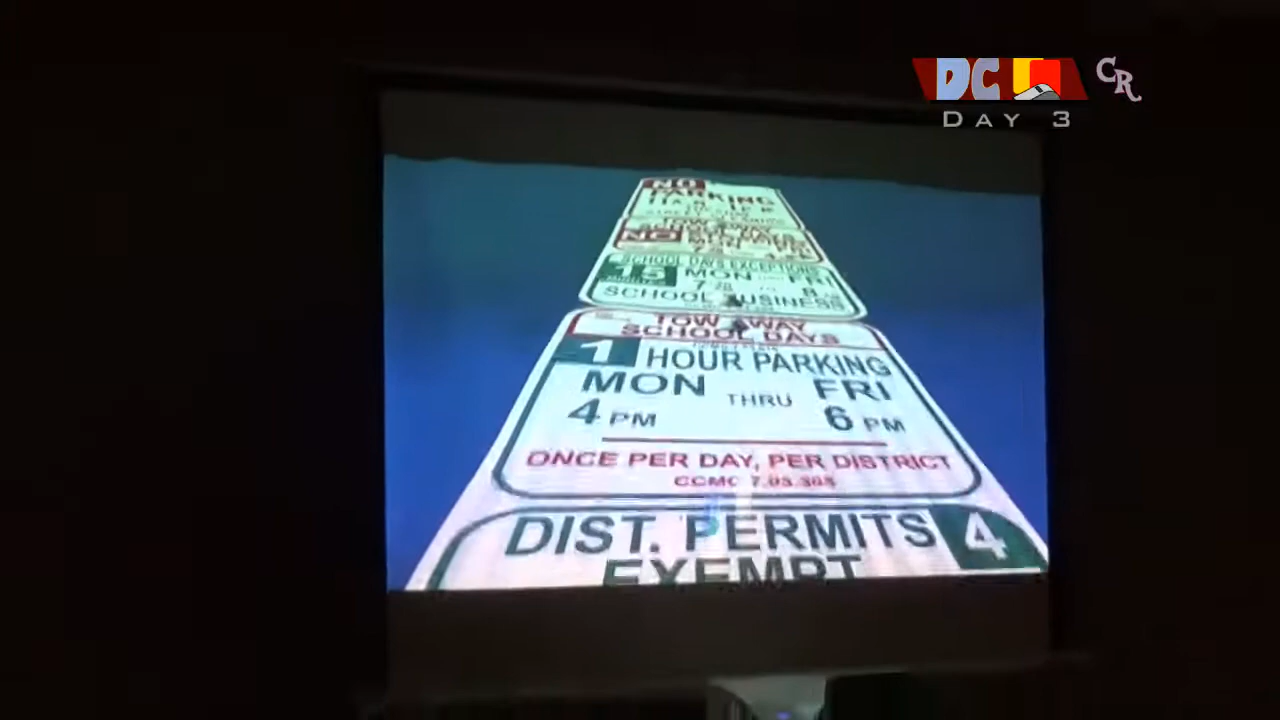 DC
CR
DAY 3
NO
PARKING
TOW AWAY
NO
SCHOOL DAYS EXCEPTIONS
15 MON FRI
SCHOOL BUSINESS
TOW AWAY
SCHOOL DAYS
1 HOUR PARKING
MON THRU FRI
4 PM 6 PM
ONCE PER DAY, PER DISTRICT
DIST. PERMITS 4
EXEMPT